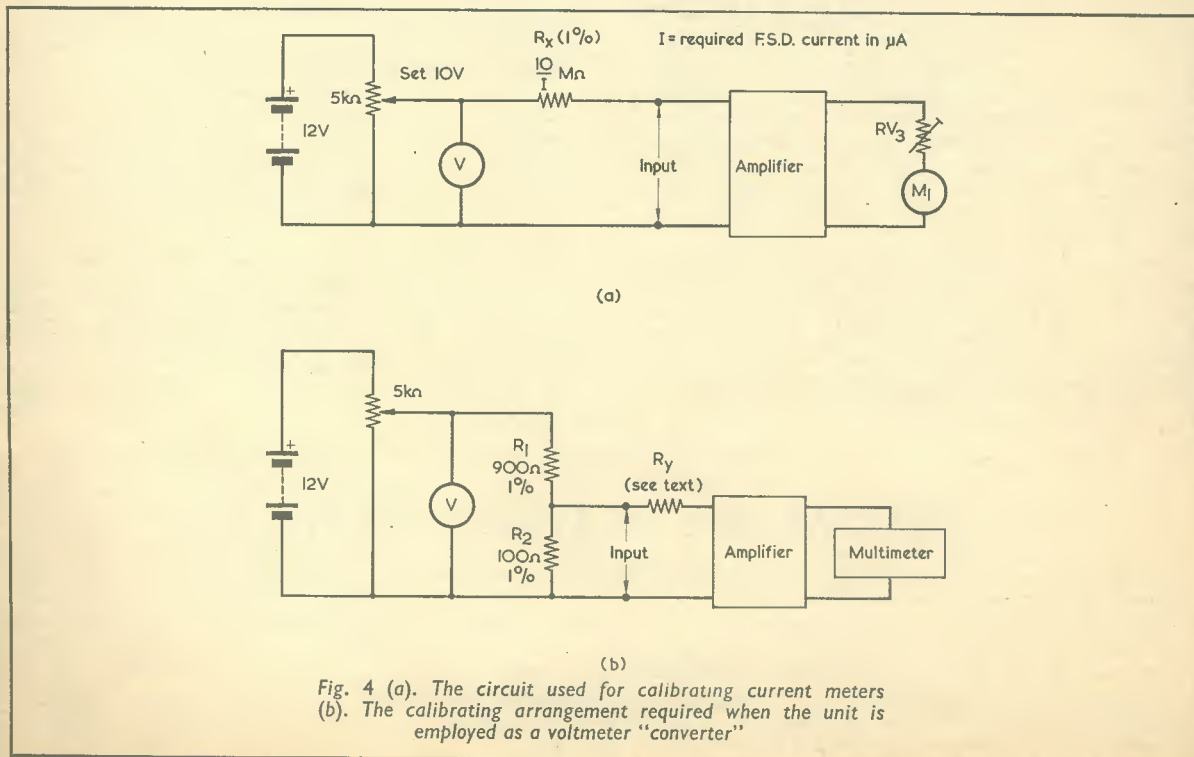 Rx (1%)
I = required F.S.D. current in µA
10
I
MΩ
Set 10V
5kΩ
+
12V
V
Input
Amplifier
RV3
M1
(a)
5kΩ
+
12V
V
R1
900Ω
1%
R2
100Ω
1%
Ry
(see text)
Input
Amplifier
Multimeter
(b)
Fig. 4 (a). The circuit used for calibrating current meters
(b). The calibrating arrangement required when the unit is
employed as a voltmeter "converter"